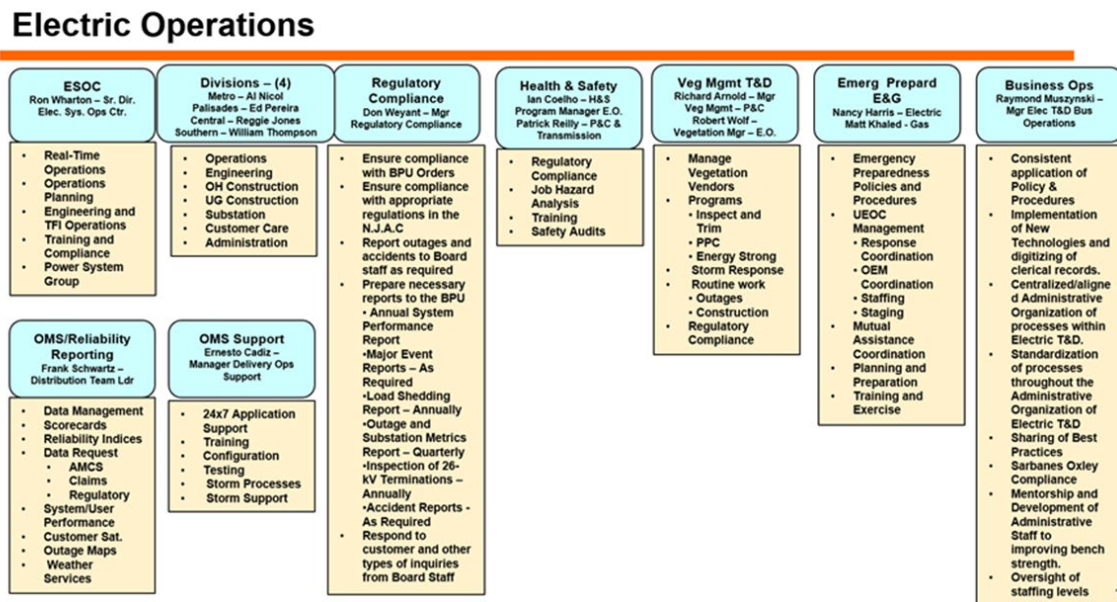 Electric Operations
ESOC
Ron Wharton – Sr. Dir.
Elec. Sys. Ops Ctr.
• Real-Time
Operations
• Operations
Planning
• Engineering and
TFI Operations
• Training and
Compliance
• Power System
Group
Divisions – (4)
Metro – Al Nicol
Palisades - Ed Pereira
Central - Reggie Jones
Southern – William Thompson
• Operations
• Engineering
• OH Construction
• UG Construction
• Substation
• Customer Care
• Administration
Regulatory
Compliance
Don Weyant – Mgr
Regulatory Compliance
• Ensure compliance
with BPU Orders
• Ensure compliance
with appropriate
regulations in the
N.J.A.C
• Report outages and
accidents to Board
staff as required
• Prepare necessary
reports to the BPU
• Annual System
Performance
Report
•Major Event
Reports – As
Required
•Load Shedding
Report – Annually
•Outage and
Substation Metrics
Report – Quarterly
•Inspection of 26-
kV Terminations –
Annually
•Accident Reports -
As Required
• Respond to
customer and other
types of inquiries
from Board Staff
Health & Safety
Ian Coelho – H&S
Program Manager E.O.
Patrick Reilly – P&C &
Transmission
• Regulatory
Compliance
• Job Hazard
Analysis
• Training
• Safety Audits
Veg Mgmt T&D
Richard Arnold – Mgr
Veg Mgmt – P&C
Robert Wolf –
Vegetation Mgr – E.O.
• Manage
Vegetation
Vendors
• Programs
• Inspect and
Trim
• PPC
• Energy Strong
• Storm Response
• Routine work
• Outages
• Construction
• Regulatory
Compliance
Emerg Prepard
E&G
Nancy Harris – Electric
Matt Khaled - Gas
• Emergency
Preparedness
Policies and
Procedures
• UEOC
Management
• Response
Coordination
• OEM
Coordination
• Staffing
• Staging
• Mutual
Assistance
Coordination
• Planning and
Preparation
• Training and
Exercise
Business Ops
Raymond Muszynski –
Mgr Elec T&D Bus
Operations
• Consistent
application of
Policy &
Procedures
• Implementation
of New
Technologies and
digitizing of
clerical records.
• Centralized/aligne
d Administrative
Organization of
processes within
Electric T&D.
• Standardization
of processes
throughout the
Administrative
Organization of
Electric T&D
• Sharing of Best
Practices
• Sarbanes Oxley
Compliance
• Mentorship and
Development of
Administrative
Staff to
improving bench
strength.
• Oversight of
staffing levels
OMS/Reliability
Reporting
Frank Schwartz –
Distribution Team Ldr
• Data Management
• Scorecards
• Reliability Indices
• Data Request
• AMCS
• Claims
• Regulatory
• System/User
Performance
• Customer Sat.
• Outage Maps
• Weather
Services
OMS Support
Ernesto Cadiz –
Manager Delivery Ops
Support
• 24x7 Application
Support
• Training
• Configuration
• Testing
• Storm Processes
• Storm Support